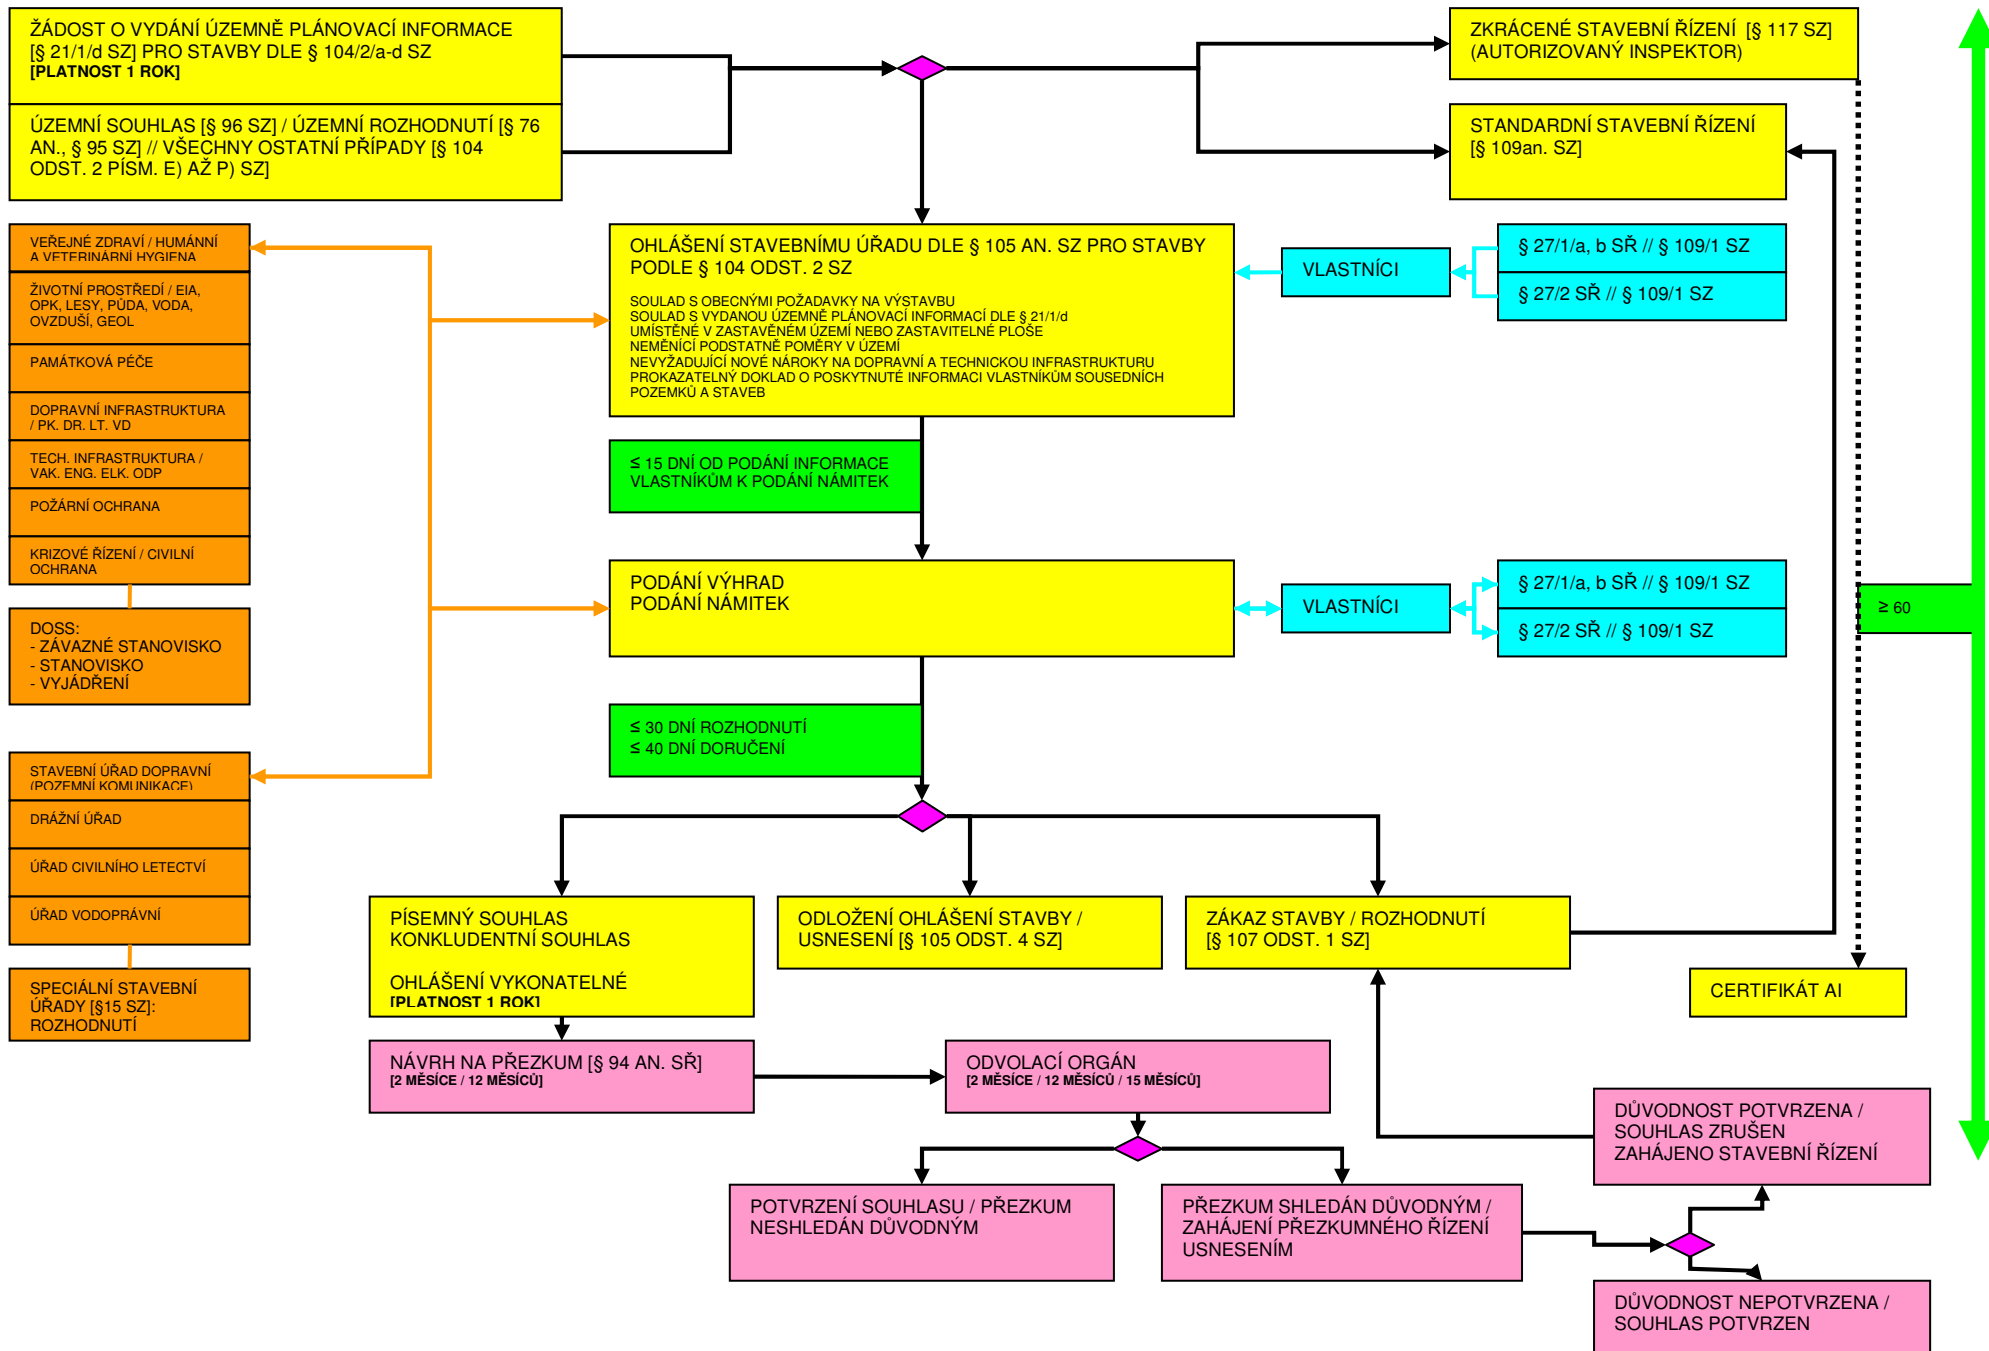 ŽÁDOST O VYDÁNÍ ÚZEMNĚ PLÁNOVACÍ INFORMACE
[§ 21/1/d SZ] PRO STAVBY DLE § 104/2/a-d SZ
[PLATNOST 1 ROK]
ÚZEMNÍ SOUHLAS [§ 96 SZ] / ÚZEMNÍ ROZHODNUTÍ [§ 76
AN., § 95 SZ] // VŠECHNY OSTATNÍ PŘÍPADY [§ 104
ODST. 2 PÍSM. E) AŽ P) SZ]
ZKRÁCENÉ STAVEBNÍ ŘÍZENÍ [§ 117 SZ]
(AUTORIZOVANÝ INSPEKTOR)
STANDARDNÍ STAVEBNÍ ŘÍZENÍ
[§ 109an. SZ]
VEŘEJNÉ ZDRAVÍ / HUMÁNNÍ
A VETERINÁRNÍ HYGIENA
ŽIVOTNÍ PROSTŘEDÍ / EIA,
OPK, LESY, PŮDA, VODA,
OVZDUŠÍ, GEOL
PAMÁTKOVÁ PÉČE
DOPRAVNÍ INFRASTRUKTURA
/ PK. DR. LT. VD
TECH. INFRASTRUKTURA /
VAK. ENG. ELK. ODP
POŽÁRNÍ OCHRANA
KRIZOVÉ ŘÍZENÍ / CIVILNÍ
OCHRANA
DOSS:
- ZÁVAZNÉ STANOVISKO
- STANOVISKO
- VYJÁDŘENÍ
STAVEBNÍ ÚŘAD DOPRAVNÍ
(POZEMNÍ KOMUNIKACE)
DRÁŽNÍ ÚŘAD
ÚŘAD CIVILNÍHO LETECTVÍ
ÚŘAD VODOPRÁVNÍ
SPECIÁLNÍ STAVEBNÍ
ÚŘADY [§15 SZ]:
ROZHODNUTÍ
OHLÁŠENÍ STAVEBNÍMU ÚŘADU DLE § 105 AN. SZ PRO STAVBY
PODLE § 104 ODST. 2 SZ
SOULAD S OBECNÝMI POŽADAVKY NA VÝSTAVBU
SOULAD S VYDANOU ÚZEMNĚ PLÁNOVACÍ INFORMACÍ DLE § 21/1/d
UMÍSTĚNÉ V ZASTAVĚNÉM ÚZEMÍ NEBO ZASTAVITELNÉ PLOŠE
NEMĚNÍCÍ PODSTATNĚ POMĚRY V ÚZEMÍ
NEVYŽADUJÍCÍ NOVÉ NÁROKY NA DOPRAVNÍ A TECHNICKOU INFRASTRUKTURU
PROKAZATELNÝ DOKLAD O POSKYTNUTÉ INFORMACI VLASTNÍKŮM SOUSEDNÍCH
POZEMKŮ A STAVEB
VLASTNÍCI
§ 27/1/a, b SŘ // § 109/1 SZ
§ 27/2 SŘ // § 109/1 SZ
≤ 15 DNÍ OD PODÁNÍ INFORMACE
VLASTNÍKŮM K PODÁNÍ NÁMITEK
PODÁNÍ VÝHRAD
PODÁNÍ NÁMITEK
VLASTNÍCI
§ 27/1/a, b SŘ // § 109/1 SZ
§ 27/2 SŘ // § 109/1 SZ
≥ 60
≤ 30 DNÍ ROZHODNUTÍ
≤ 40 DNÍ DORUČENÍ
PÍSEMNÝ SOUHLAS
KONKLUDENTNÍ SOUHLAS
OHLÁŠENÍ VYKONATELNÉ
[PLATNOST 1 ROK]
ODLOŽENÍ OHLÁŠENÍ STAVBY /
USNESENÍ [§ 105 ODST. 4 SZ]
ZÁKAZ STAVBY / ROZHODNUTÍ
[§ 107 ODST. 1 SZ]
CERTIFIKÁT AI
NÁVRH NA PŘEZKUM [§ 94 AN. SŘ]
[2 MĚSÍCE / 12 MĚSÍCŮ]
ODVOLACÍ ORGÁN
[2 MĚSÍCE / 12 MĚSÍCŮ / 15 MĚSÍCŮ]
DŮVODNOST POTVRZENA /
SOUHLAS ZRUŠEN
ZAHÁJENO STAVEBNÍ ŘÍZENÍ
POTVRZENÍ SOUHLASU / PŘEZKUM
NESHLEDÁN DŮVODNÝM
PŘEZKUM SHLEDÁN DŮVODNÝM /
ZAHÁJENÍ PŘEZKUMNÉHO ŘÍZENÍ
USNESENÍM
DŮVODNOST NEPOTVRZENA /
SOUHLAS POTVRZEN